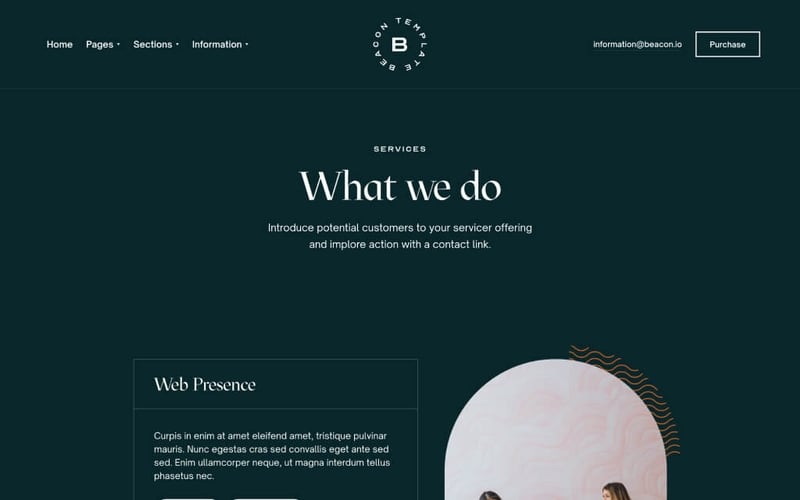 Home
Pages
Sections
Information
BEACON TEMPLATE
B
information@beacon.io
Purchase
SERVICES
What we do
Introduce potential customers to your servicer offering
and implore action with a contact link.
Web Presence
Curpis in enim at amet eleifend amet, tristique pulvinar
mauris. Nunc egestas cras sed convallis eget ante sed
sed. Enim ullamcorper neque, ut magna interdum tellus
phasetus nec.